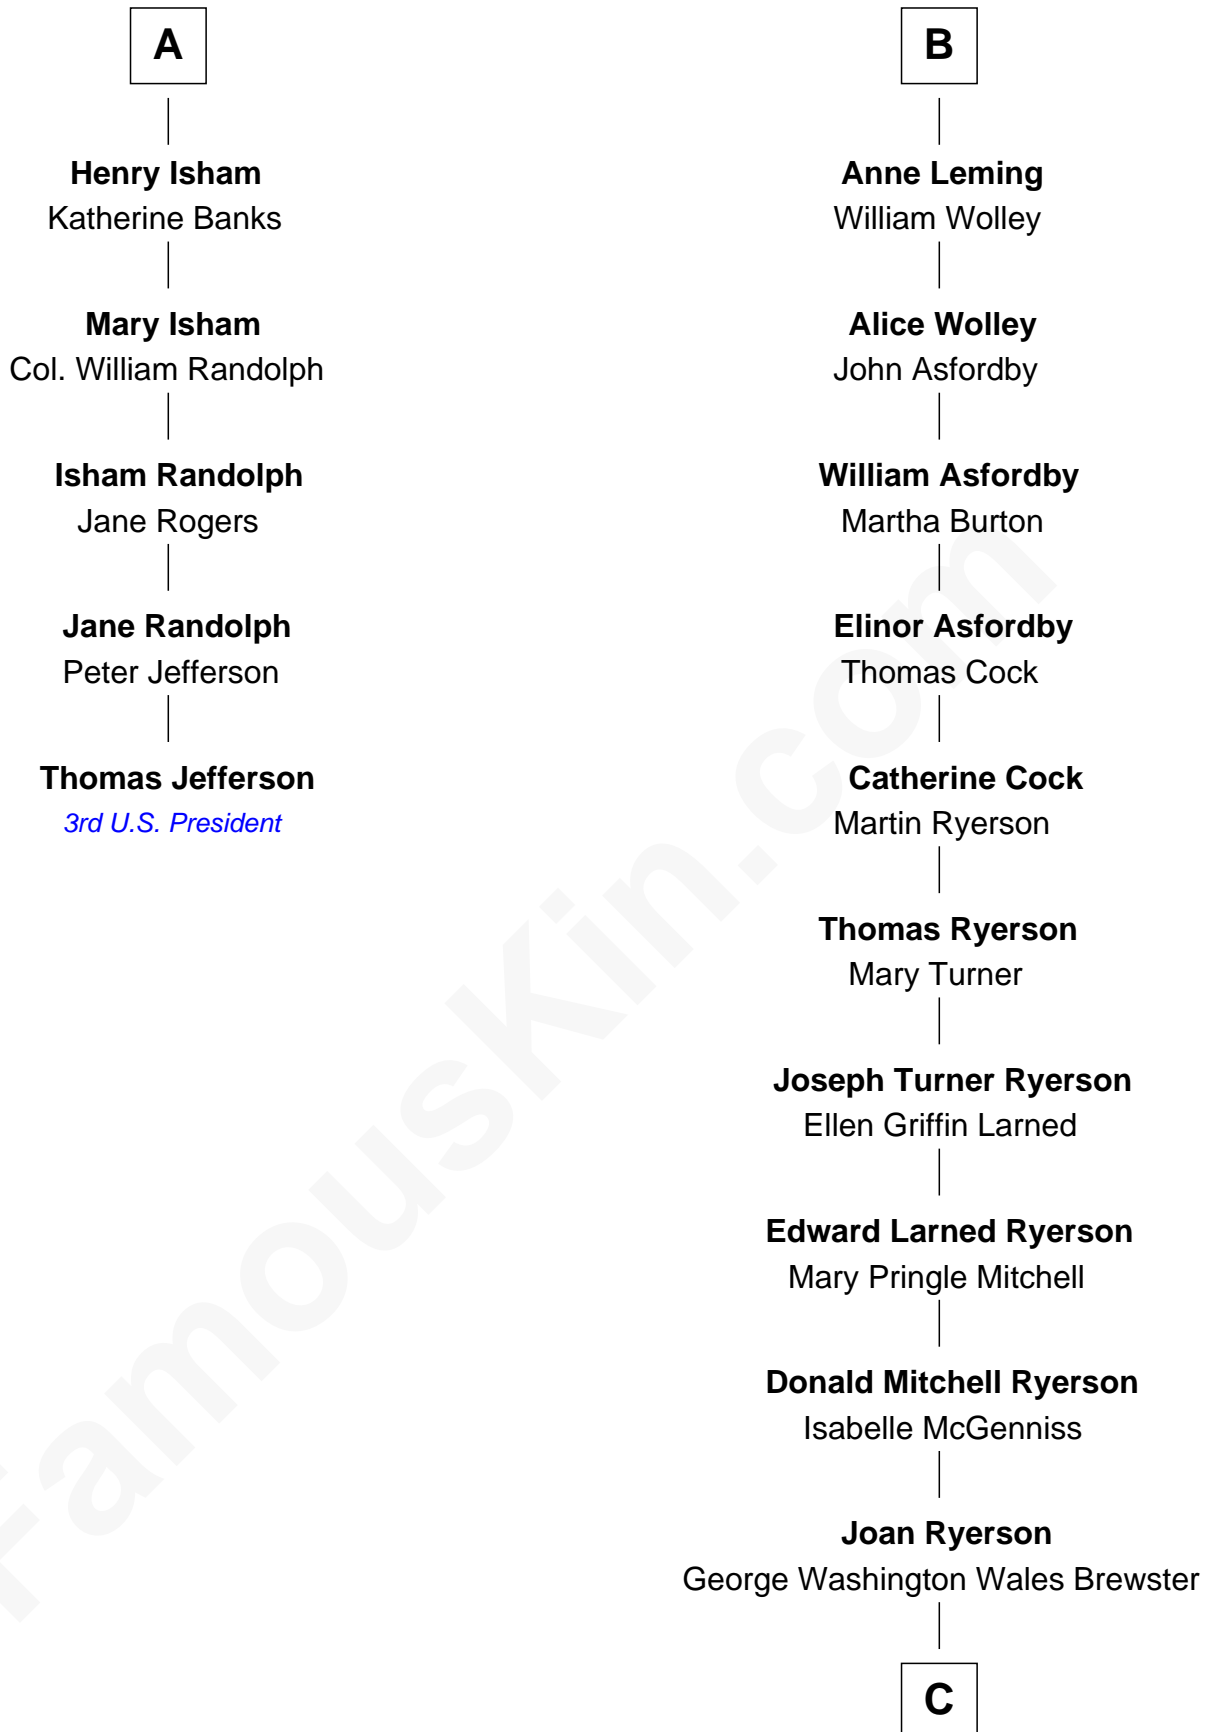 A
Henry Isham
Katherine Banks
Mary Isham
Col. William Randolph
Isham Randolph
Jane Rogers
Jane Randolph
Peter Jefferson
Thomas Jefferson
3rd U.S. President
B
Anne Leming
William Wolley
Alice Wolley
John Asfordby
William Asfordby
Martha Burton
Elinor Asfordby
Thomas Cock
Catherine Cock
Martin Ryerson
Thomas Ryerson
Mary Turner
Joseph Turner Ryerson
Ellen Griffin Larned
Edward Larned Ryerson
Mary Pringle Mitchell
Donald Mitchell Ryerson
Isabelle McGenniss
Joan Ryerson
George Washington Wales Brewster
C
FamousKin.com